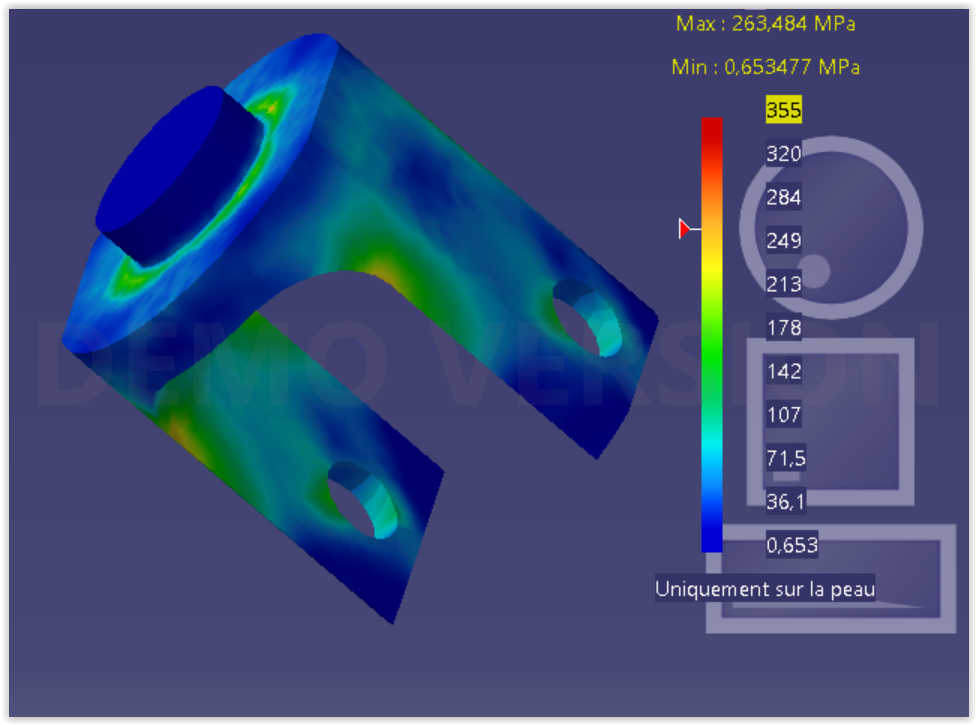 Max : 263,484 MPa
Min : 0,653477 MPa
355
320
284
249
213
178
142
107
71,5
36,1
0,653
Uniquement sur la peau
DEMO VERSION